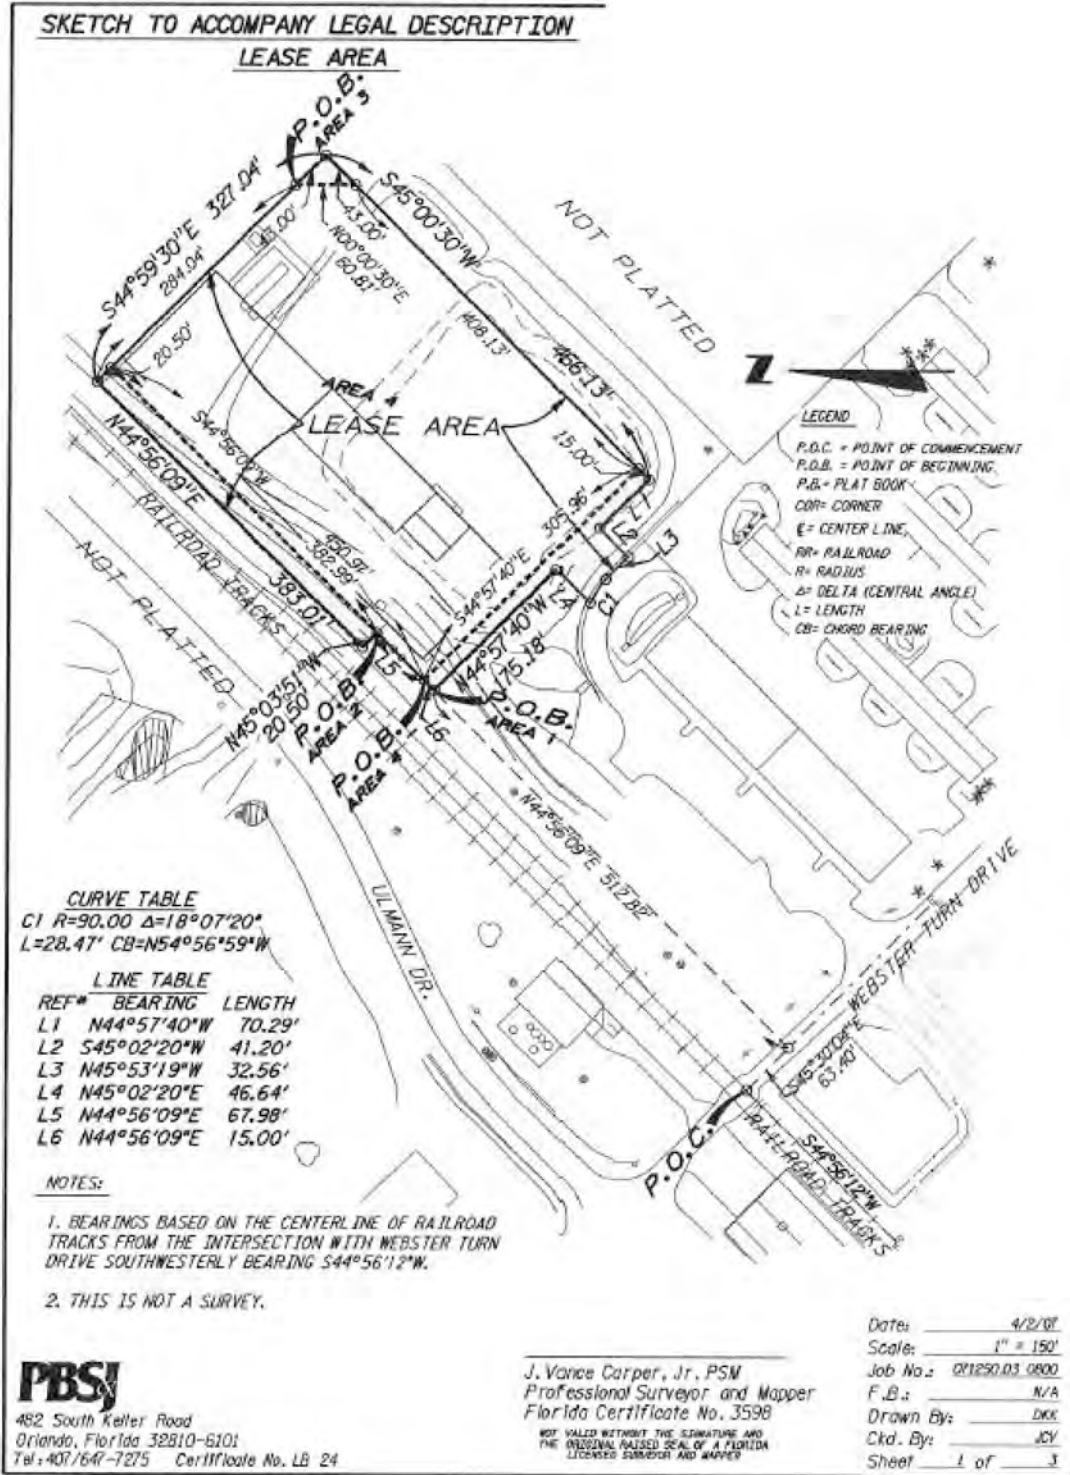 SKETCH TO ACCOMPANY LEGAL DESCRIPTION
LEASE AREA
P.O.B.
AREA 3
S44°59'30"E 327.04'
284.04'
S45°00'30"W
43.00'
43.00'
N00°00'30"E
60.81'
NOT PLATTED
408.13'
466.13'
20.50'
AREA 4
LEASE AREA
S44°56'09"W
N44°56'09"E
RAILROAD TRACKS
15.00'
305.96'
L1
L2
L3
NOT PLATTED
450.97'
382.99'
383.01'
S44°57'40"E
N44°57'40"W
175.18'
L4
C1
L5
L6
N45°03'51"W
20.50'
P.O.B.
AREA 2
P.O.B.
AREA 4
P.O.B.
AREA 1
Z
LEGEND
P.O.C. = POINT OF COMMENCEMENT
P.O.B. = POINT OF BEGINNING
P.B.= PLAT BOOK
COR= CORNER
℄= CENTER LINE
RR= RAILROAD
R= RADIUS
Δ= DELTA (CENTRAL ANGLE)
L= LENGTH
CB= CHORD BEARING
N44°56'09"E 512.82'
ULMANN DR.
WEBSTER TURN DRIVE
S45°30'04"E
63.40'
P.O.C.
S44°56'12"W
RAILROAD TRACKS
CURVE TABLE
C1 R=90.00 Δ=18°07'20"
L=28.47' CB=N54°56'59"W
LINE TABLE
REF# BEARING LENGTH
L1 N44°57'40"W 70.29'
L2 S45°02'20"W 41.20'
L3 N45°53'19"W 32.56'
L4 N45°02'20"E 46.64'
L5 N44°56'09"E 67.98'
L6 N44°56'09"E 15.00'
NOTES:
1. BEARINGS BASED ON THE CENTERLINE OF RAILROAD
TRACKS FROM THE INTERSECTION WITH WEBSTER TURN
DRIVE SOUTHWESTERLY BEARING S44°56'12"W.
2. THIS IS NOT A SURVEY.
PBSJ
482 South Keller Road
Orlando, Florida 32810-6101
Tel: 407/647-7275 Certificate No. LB 24
J. Vance Carper, Jr. PSM
Professional Surveyor and Mapper
Florida Certificate No. 3598
NOT VALID WITHOUT THE SIGNATURE AND
THE ORIGINAL RAISED SEAL OF A FLORIDA
LICENSED SURVEYOR AND MAPPER
Date: 4/2/07
Scale: 1" = 150'
Job No.: 071250.03 0800
F.B.: N/A
Drawn By: DKK
Ckd. By: JCV
Sheet 1 of 3